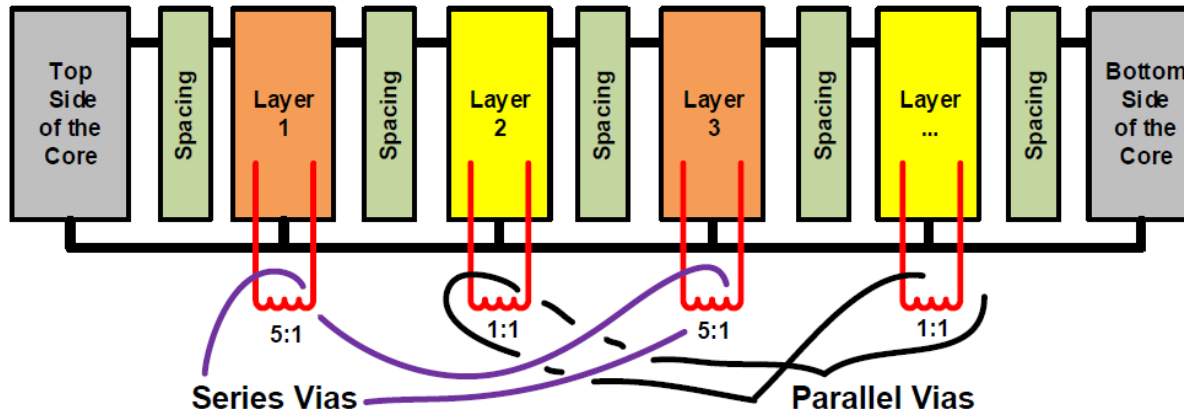 Top
Side
of the
Core
Spacing
Layer
1
Spacing
Layer
2
Spacing
Layer
3
Spacing
Layer
...
Spacing
Bottom
Side
of the
Core
5:1
1:1
5:1
1:1
Series Vias
Parallel Vias